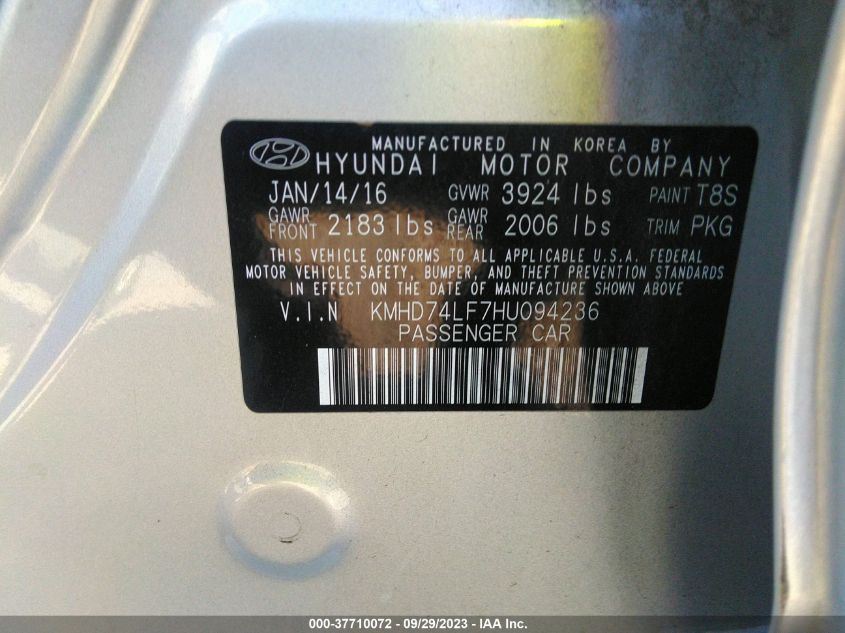 MANUFACTURED IN KOREA BY
HYUNDAI MOTOR COMPANY
JAN/14/16 GVWR 3924 lbs PAINT T8S
GAWR FRONT 2183 lbs GAWR REAR 2006 lbs TRIM PKG
THIS VEHICLE CONFORMS TO ALL APPLICABLE U.S.A. FEDERAL
MOTOR VEHICLE SAFETY, BUMPER, AND THEFT PREVENTION STANDARDS
IN EFFECT ON THE DATE OF MANUFACTURE SHOWN ABOVE
V.I.N KMHD74LF7HU094236
PASSENGER CAR
000-37710072 - 09/29/2023 - IAA Inc.